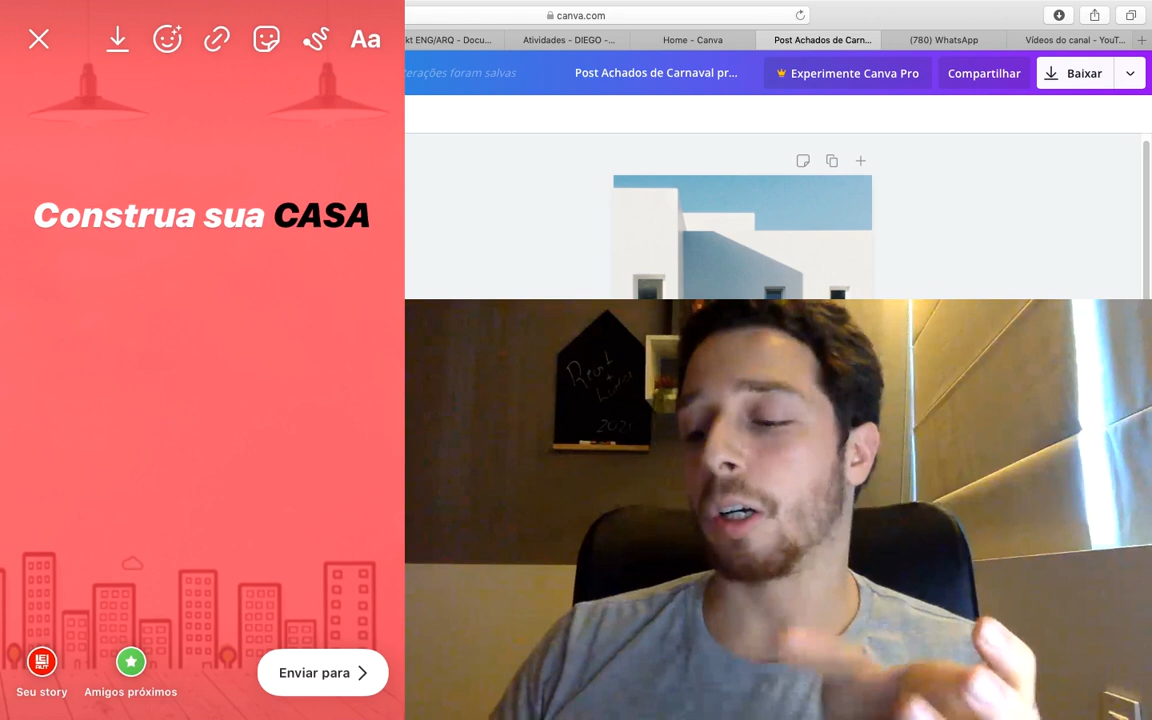 Aa
Construa sua CASA
Seu story
Amigos próximos
Enviar para
canva.com
kt ENG/ARQ - Docu...
Atividades - DIEGO -...
Home - Canva
Post Achados de Carn...
(780) WhatsApp
Vídeos do canal - YouT...
terações foram salvas
Post Achados de Carnaval pr...
Experimente Canva Pro
Compartilhar
Baixar
2021